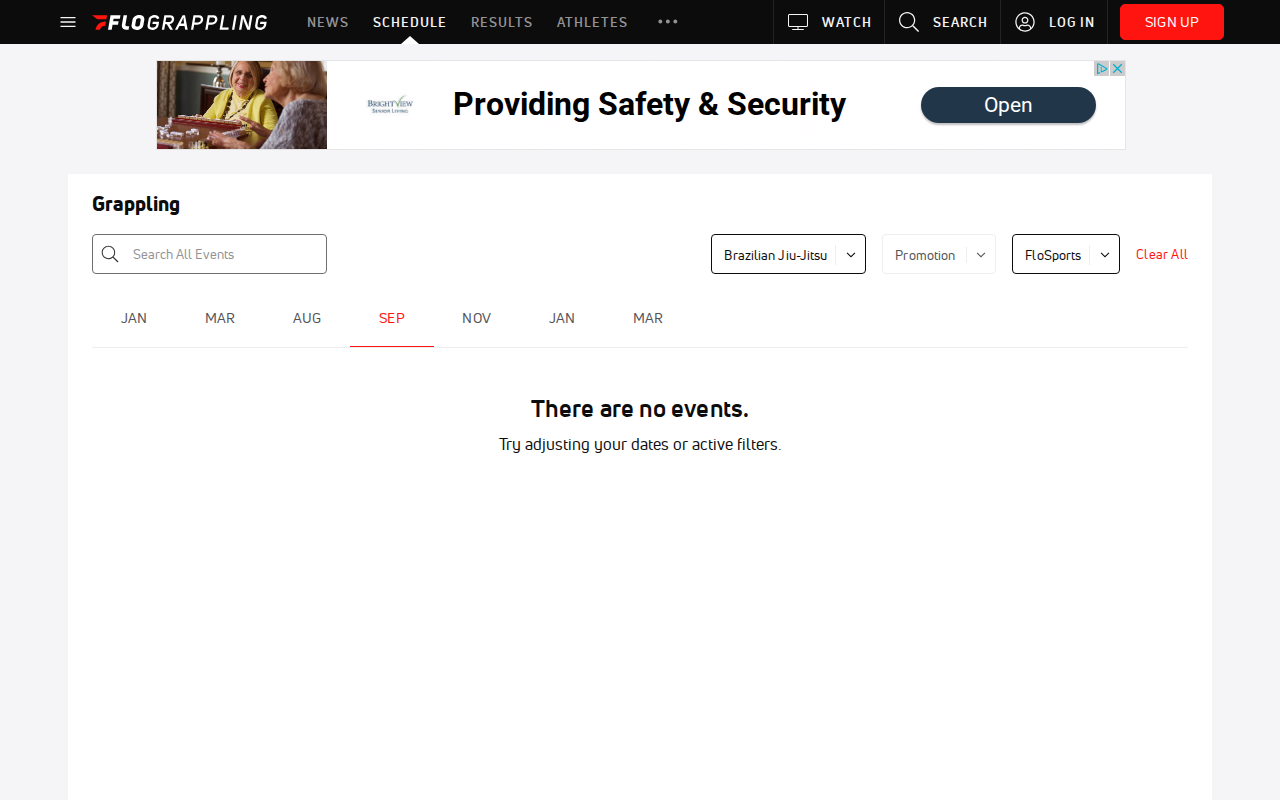 FLOGRAPPLING NEWS SCHEDULE RESULTS ATHLETES WATCH SEARCH LOG IN SIGN UP
BRIGHTVIEW
SENIOR LIVING
Providing Safety & Security
Open
Grappling
Search All Events
Brazilian Jiu-Jitsu
Promotion
FloSports
Clear All
JAN MAR AUG SEP NOV JAN MAR
There are no events.
Try adjusting your dates or active filters.